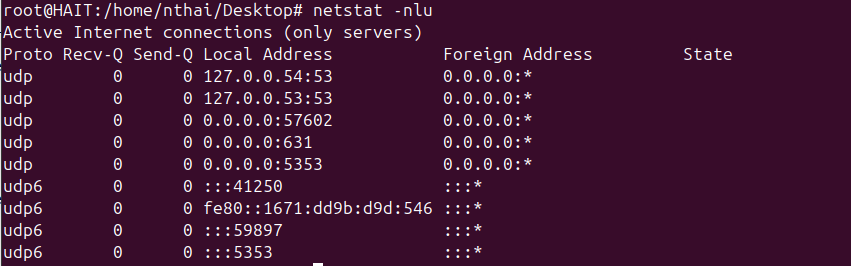 root@HAIT:/home/nthai/Desktop# netstat -nlu
Active Internet connections (only servers)
Proto Recv-Q Send-Q Local Address           Foreign Address         State
udp        0      0 127.0.0.54:53           0.0.0.0:*
udp        0      0 127.0.0.53:53           0.0.0.0:*
udp        0      0 0.0.0.0:57602           0.0.0.0:*
udp        0      0 0.0.0.0:631             0.0.0.0:*
udp        0      0 0.0.0.0:5353            0.0.0.0:*
udp6       0      0 :::41250                :::*
udp6       0      0 fe80::1671:dd9b:d9d:546 :::*
udp6       0      0 :::59897                :::*
udp6       0      0 :::5353                 :::*